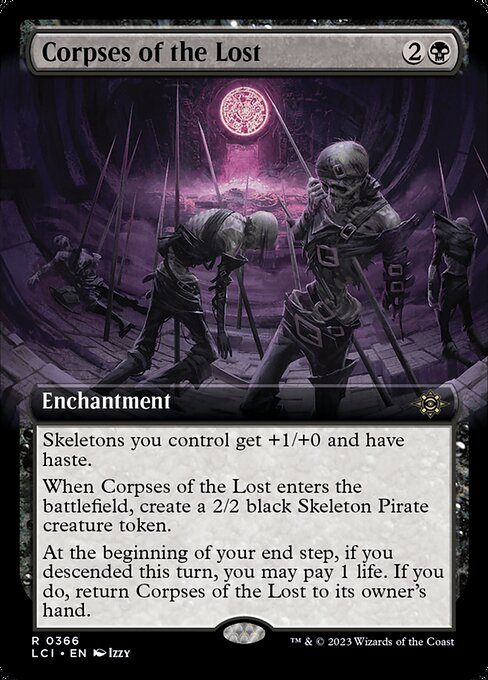 Corpses of the Lost 2
Enchantment
Skeletons you control get +1/+0 and have
haste.
When Corpses of the Lost enters the
battlefield, create a 2/2 black Skeleton Pirate
creature token.
At the beginning of your end step, if you
descended this turn, you may pay 1 life. If you
do, return Corpses of the Lost to its owner's
hand.
R 0366
LCI • EN Izzy
™ & © 2023 Wizards of the Coast